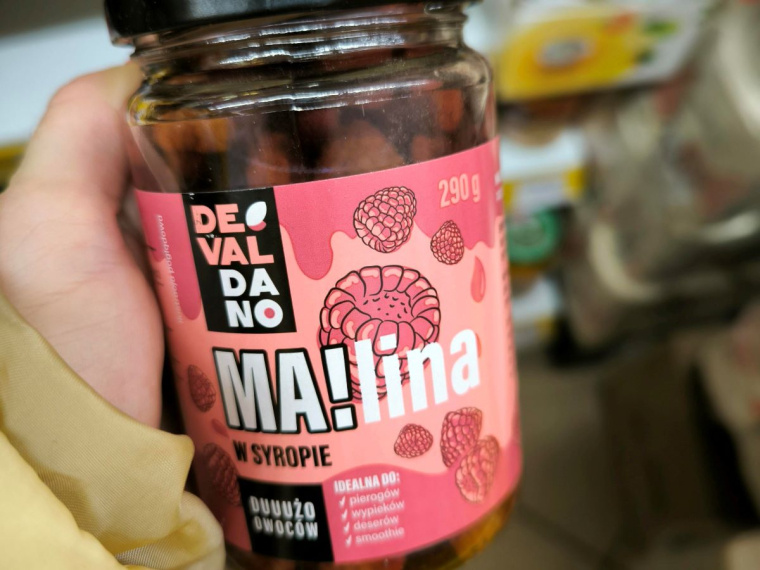 290 g
DE
VAL
DA
NO
MA!lina
W SYROPIE
DUUUŻO
OWOCÓW
IDEALNA DO:
✓ pierogów
✓ wypieków
✓ deserów
✓ smoothie